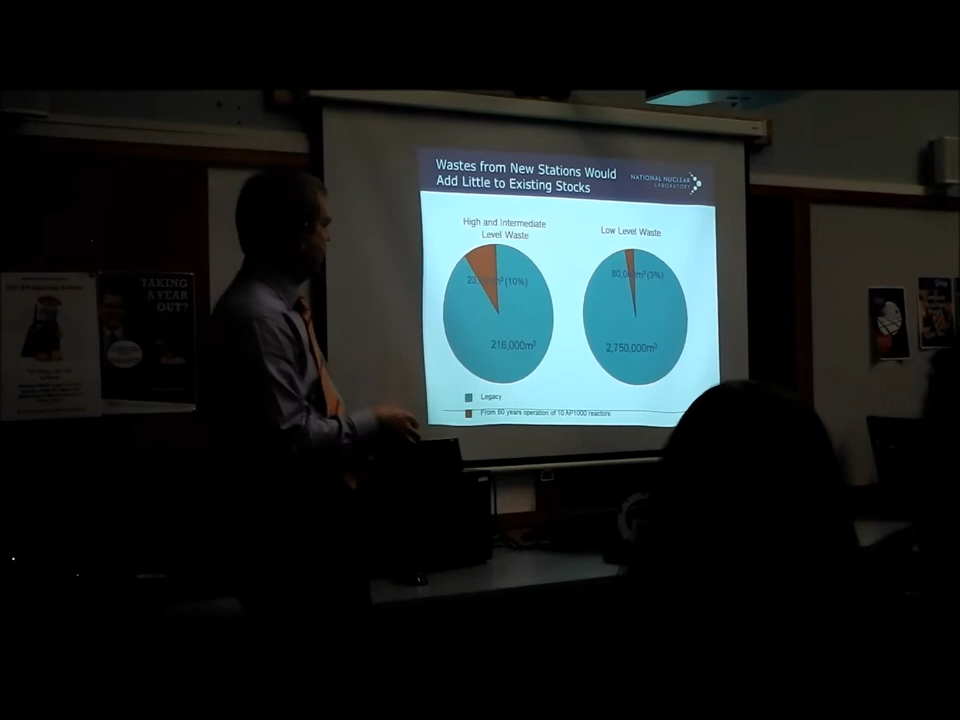 Wastes from New Stations Would
Add Little to Existing Stocks
NATIONAL NUCLEAR
LABORATORY
High and Intermediate
Level Waste
(10%)
216,000m³
Low Level Waste
(3%)
2,750,000m³
Legacy
From 60 years operation of 10 AP1000 reactors
TAKING
A YEAR
OUT?